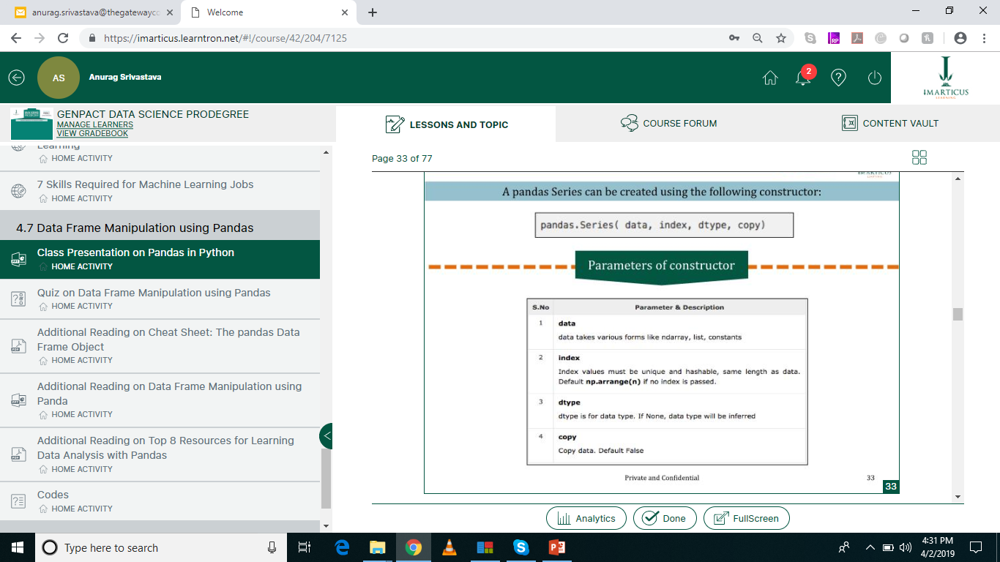 anurag.srivastava@thegatewayco
Welcome
https://imarticus.learntron.net/#!/course/42/204/7125
AS
Anurag Srivastava
2
IMARTICUS
LEARNING
GENPACT DATA SCIENCE PRODEGREE
MANAGE LEARNERS
VIEW GRADEBOOK
LESSONS AND TOPIC
COURSE FORUM
CONTENT VAULT
Learning
HOME ACTIVITY
7 Skills Required for Machine Learning Jobs
HOME ACTIVITY
4.7 Data Frame Manipulation using Pandas
Class Presentation on Pandas in Python
HOME ACTIVITY
Quiz on Data Frame Manipulation using Pandas
HOME ACTIVITY
Additional Reading on Cheat Sheet: The pandas Data
Frame Object
HOME ACTIVITY
Additional Reading on Data Frame Manipulation using
Panda
HOME ACTIVITY
Additional Reading on Top 8 Resources for Learning
Data Analysis with Pandas
HOME ACTIVITY
Codes
HOME ACTIVITY
Page 33 of 77
A pandas Series can be created using the following constructor:
pandas.Series( data, index, dtype, copy)
Parameters of constructor
S.No Parameter & Description
1 data
data takes various forms like ndarray, list, constants
2 index
Index values must be unique and hashable, same length as data.
Default np.arrange(n) if no index is passed.
3 dtype
dtype is for data type. If None, data type will be inferred
4 copy
Copy data. Default False
Private and Confidential 33
33
Analytics
Done
FullScreen
Type here to search
4:31 PM
4/2/2019